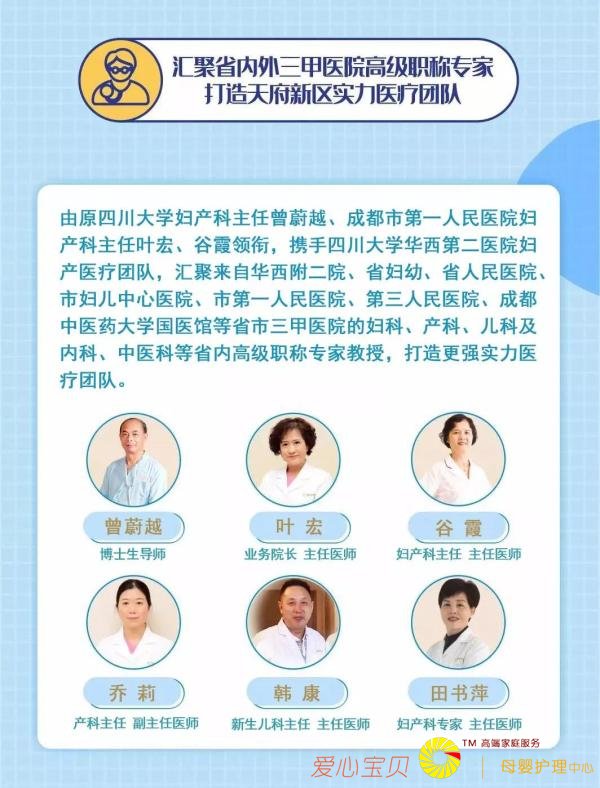 汇聚省内外三甲医院高级职称专家
打造天府新区实力医疗团队
由原四川大学妇产科主任曾蔚越、成都市第一人民医院妇
产科主任叶宏、谷霞领衔，携手四川大学华西第二医院妇
产医疗团队，汇聚来自华西附二院、省妇幼、省人民医院、
市妇儿中心医院、市第一人民医院、第三人民医院、成都
中医药大学国医馆等省市三甲医院的妇科、产科、儿科及
内科、中医科等省内高级职称专家教授，打造更强实力医
疗团队。
曾蔚越 叶宏 谷霞
博士生导师 业务院长 主任医师 妇产科主任 主任医师
乔莉 韩康 田书萍
产科主任 副主任医师 新生儿科主任 主任医师 妇产科专家 主任医师
TM 高端家庭服务
爱心宝贝 母婴护理中心